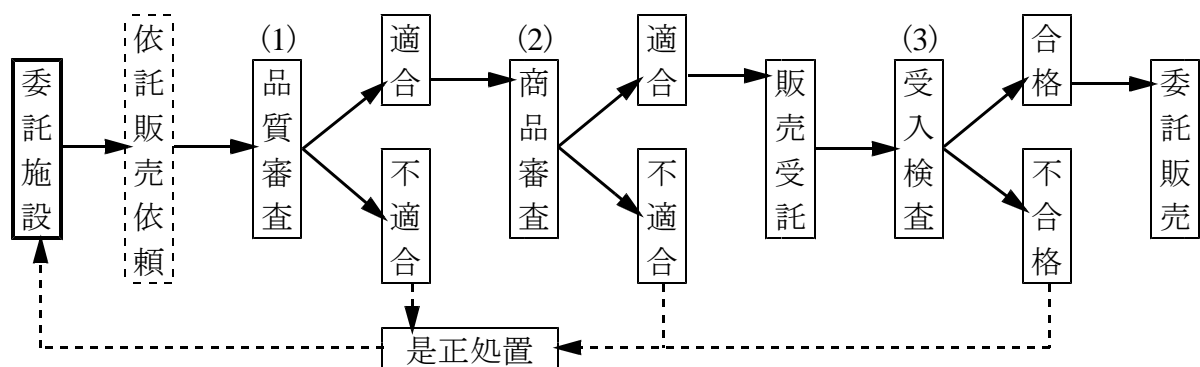 委託施設
依託販売依頼
(1)
品質審査
適合
不適合
(2)
商品審査
適合
不適合
販売受託
(3)
受入検査
合格
不合格
委託販売
是正処置